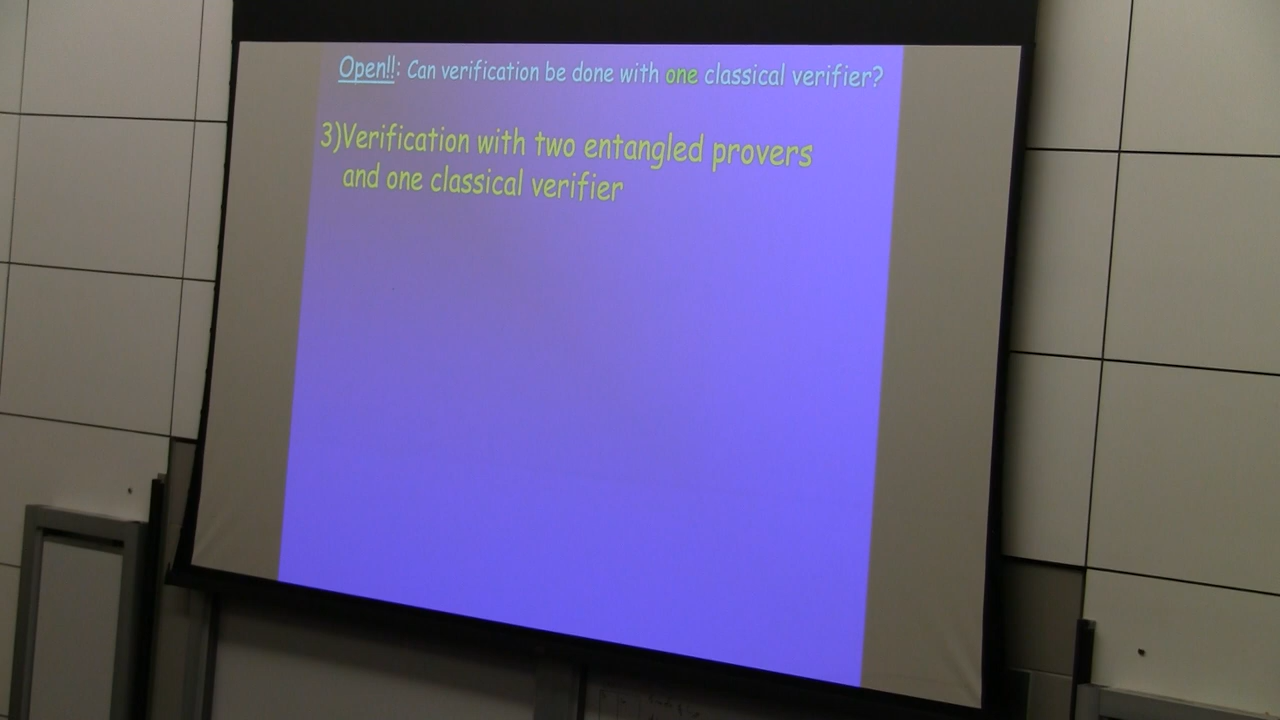 Open!!: Can verification be done with one classical verifier?
3)Verification with two entangled provers
and one classical verifier